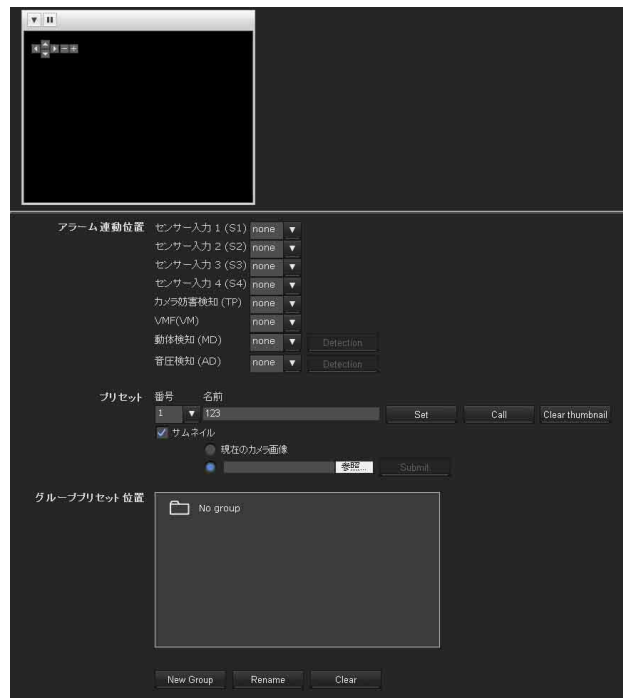 アラーム連動位置 センサー入力 1 (S1) none
センサー入力 2 (S2) none
センサー入力 3 (S3) none
センサー入力 4 (S4) none
カメラ妨害検知 (TP) none
VMF(VM) none
動体検知 (MD) none Detection
音圧検知 (AD) none Detection
プリセット 番号 名前
1 123 Set Call Clear thumbnail
サムネイル
現在のカメラ画像
参照... Submit
グループプリセット位置
No group
New Group Rename Clear